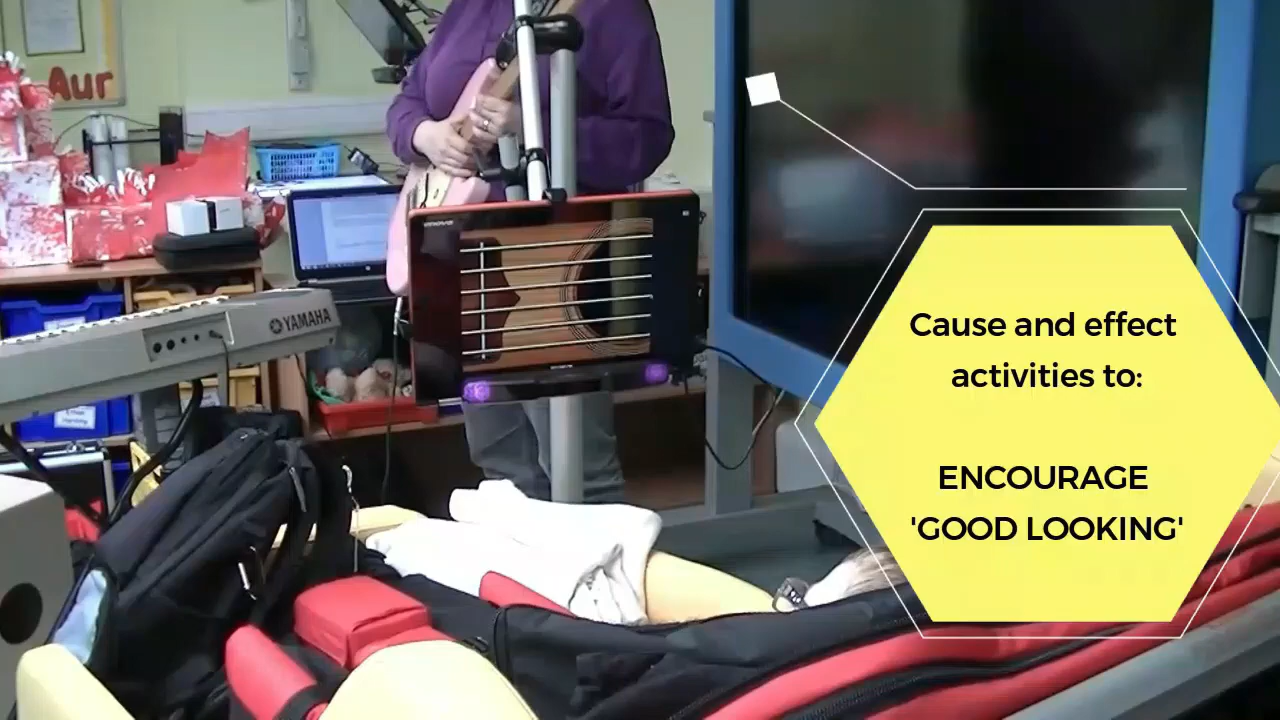 Aur
YAMAHA
Cause and effect
activities to:
ENCOURAGE
'GOOD LOOKING'